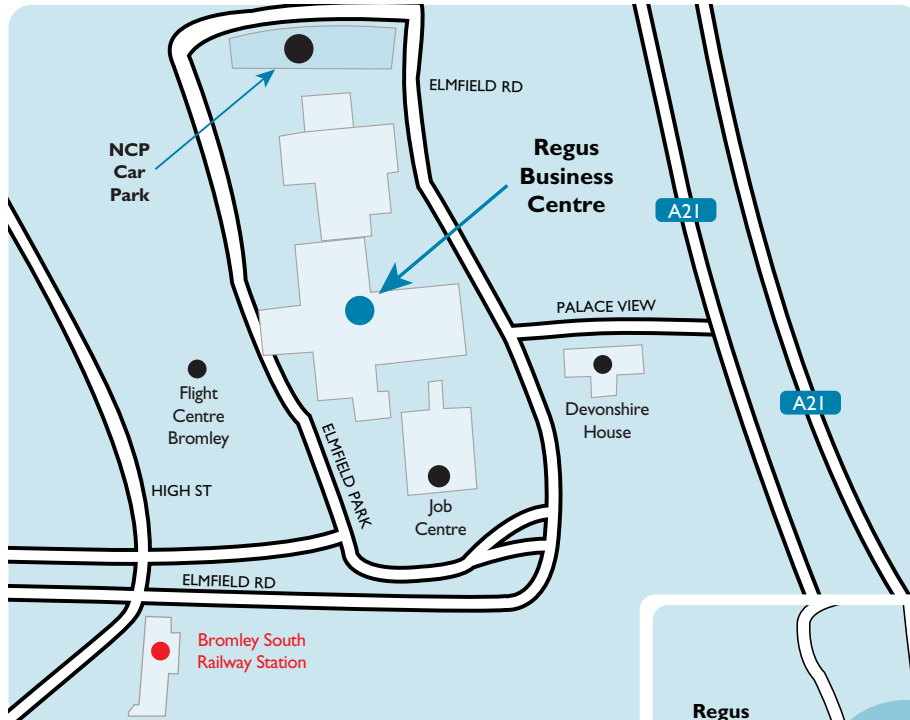 ELMFIELD RD
NCP
Car
Park
Regus
Business
Centre
A21
PALACE VIEW
Flight
Centre
Bromley
Devonshire
House
A21
ELMFIELD PARK
HIGH ST
Job
Centre
ELMFIELD RD
Bromley South
Railway Station
Regus